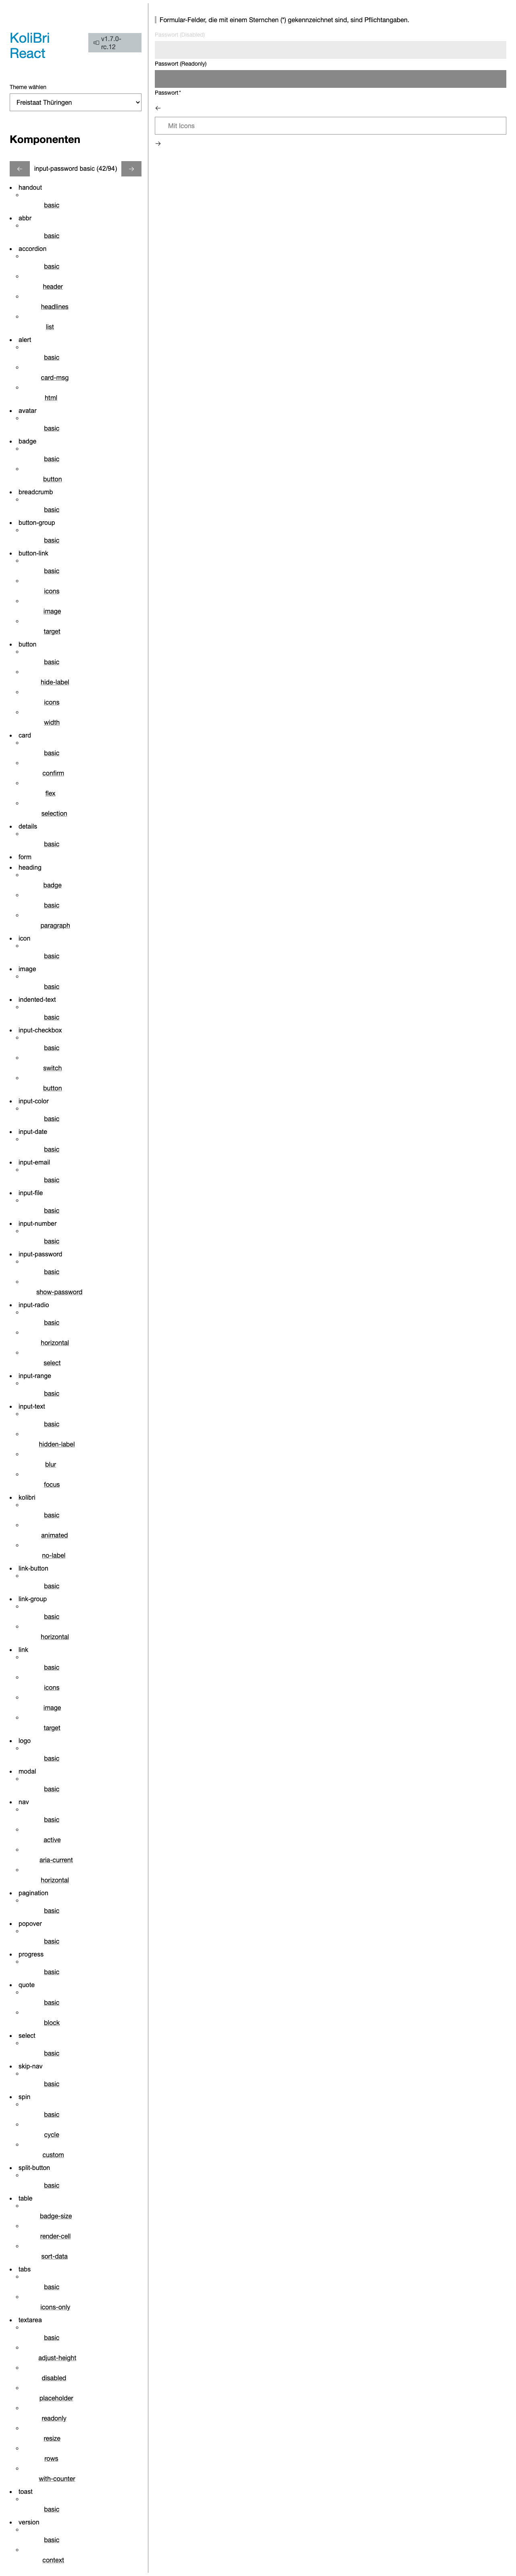 KoliBri
React
v1.7.0-
rc.12
Theme wählen
Freistaat Thüringen
Komponenten
← input-password basic (42/94) →
handout
basic
abbr
basic
accordion
basic
header
headlines
list
alert
basic
card-msg
html
avatar
basic
badge
basic
button
breadcrumb
basic
button-group
basic
button-link
basic
icons
image
target
button
basic
hide-label
icons
width
card
basic
confirm
flex
selection
details
basic
form
heading
badge
basic
paragraph
icon
basic
image
basic
indented-text
basic
input-checkbox
basic
switch
button
input-color
basic
input-date
basic
input-email
basic
input-file
basic
input-number
basic
input-password
basic
show-password
input-radio
basic
horizontal
select
input-range
basic
input-text
basic
hidden-label
blur
focus
kolibri
basic
animated
no-label
link-button
basic
link-group
basic
horizontal
link
basic
icons
image
target
logo
basic
modal
basic
nav
basic
active
aria-current
horizontal
pagination
basic
popover
basic
progress
basic
quote
basic
block
select
basic
skip-nav
basic
spin
basic
cycle
custom
split-button
basic
table
badge-size
render-cell
sort-data
tabs
basic
icons-only
textarea
basic
adjust-height
disabled
placeholder
readonly
resize
rows
with-counter
toast
basic
version
basic
context
Formular-Felder, die mit einem Sternchen (*) gekennzeichnet sind, sind Pflichtangaben.
Passwort (Disabled)
Passwort (Readonly)
Passwort*
←
Mit Icons
→